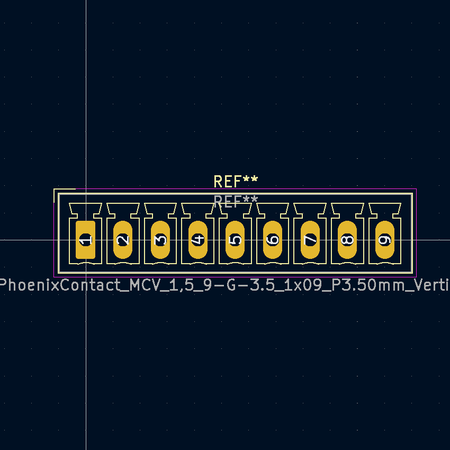 REF**
REF**
1 2 3 4 5 6 7 8 9
PhoenixContact_MCV_1,5_9-G-3.5_1x09_P3.50mm_Verti